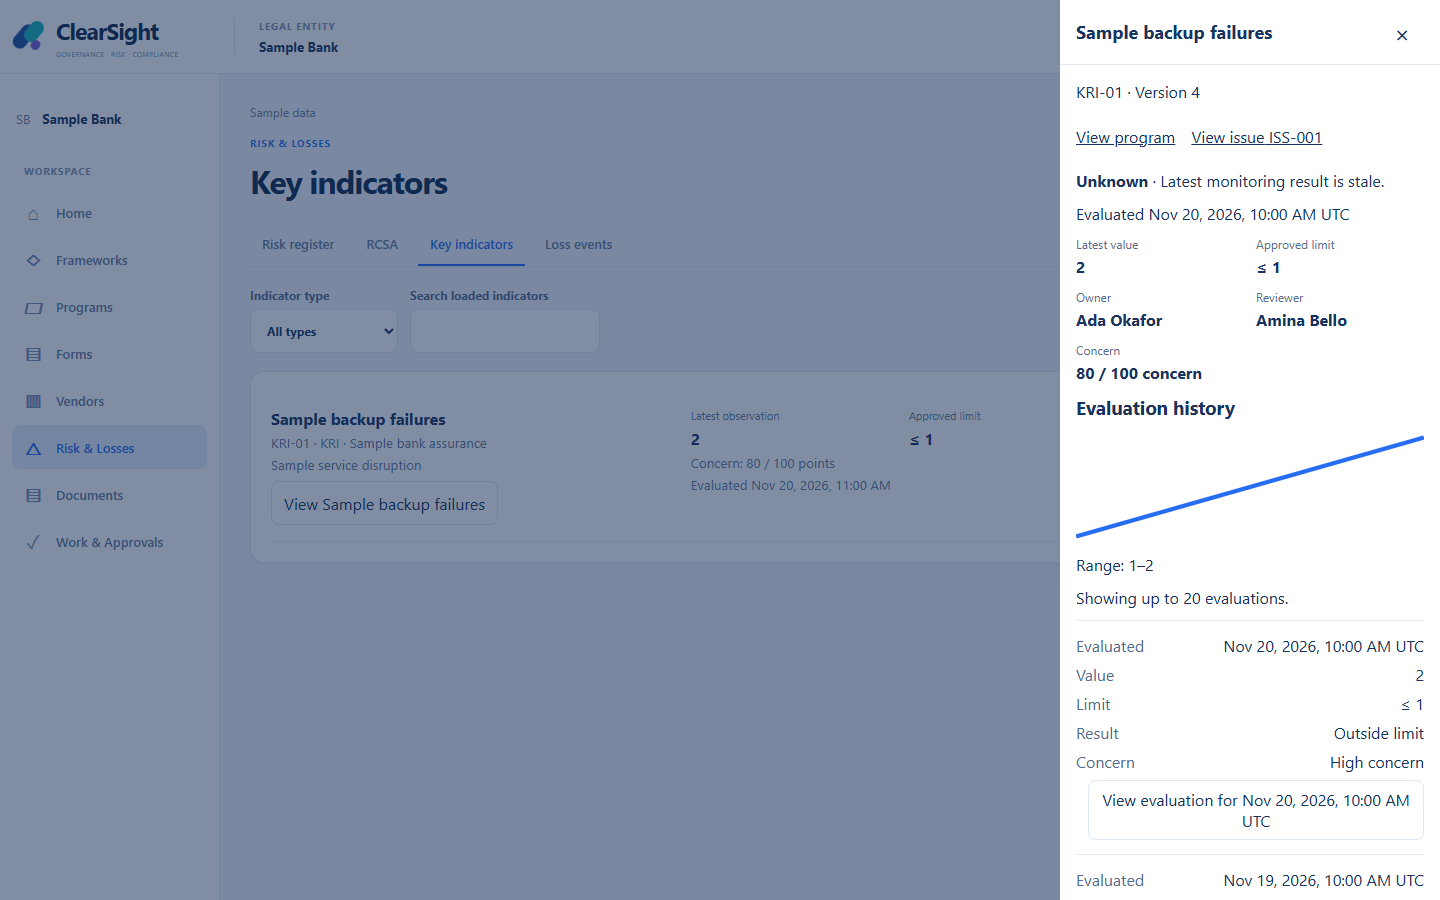 ClearSight
GOVERNANCE · RISK · COMPLIANCE
LEGAL ENTITY
Sample Bank
SB Sample Bank
WORKSPACE
Home
Frameworks
Programs
Forms
Vendors
Risk & Losses
Documents
Work & Approvals
Sample data
RISK & LOSSES
Key indicators
Risk register RCSA Key indicators Loss events
Indicator type Search loaded indicators
All types
Sample backup failures
KRI-01 · KRI · Sample bank assurance
Sample service disruption
View Sample backup failures
Latest observation
2
Concern: 80 / 100 points
Evaluated Nov 20, 2026, 11:00 AM
Approved limit
≤ 1
Sample backup failures ×
KRI-01 · Version 4
View program View issue ISS-001
Unknown · Latest monitoring result is stale.
Evaluated Nov 20, 2026, 10:00 AM UTC
Latest value Approved limit
2 ≤ 1
Owner Reviewer
Ada Okafor Amina Bello
Concern
80 / 100 concern
Evaluation history
Range: 1–2
Showing up to 20 evaluations.
Evaluated Nov 20, 2026, 10:00 AM UTC
Value 2
Limit ≤ 1
Result Outside limit
Concern High concern
View evaluation for Nov 20, 2026, 10:00 AM
UTC
Evaluated Nov 19, 2026, 10:00 AM UTC